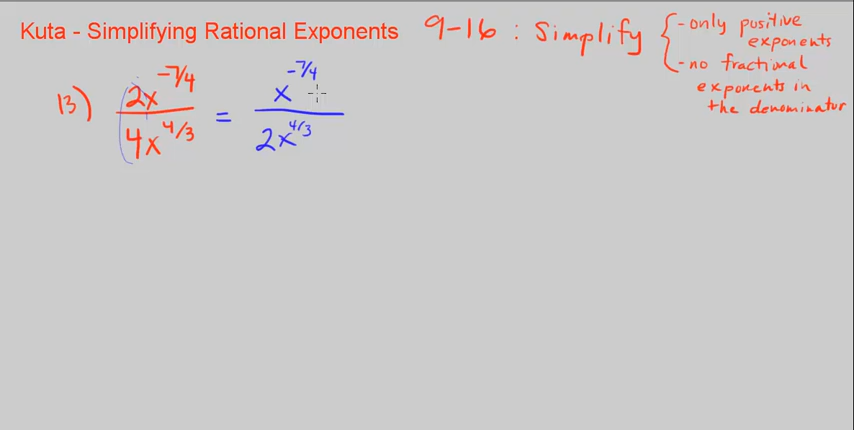 Kuta - Simplifying Rational Exponents 9-16 : Simplify { - only positive exponents
- no fractional exponents in the denominator
13) 2x^-7/4 / 4x^4/3 = x^-7/4 / 2x^4/3